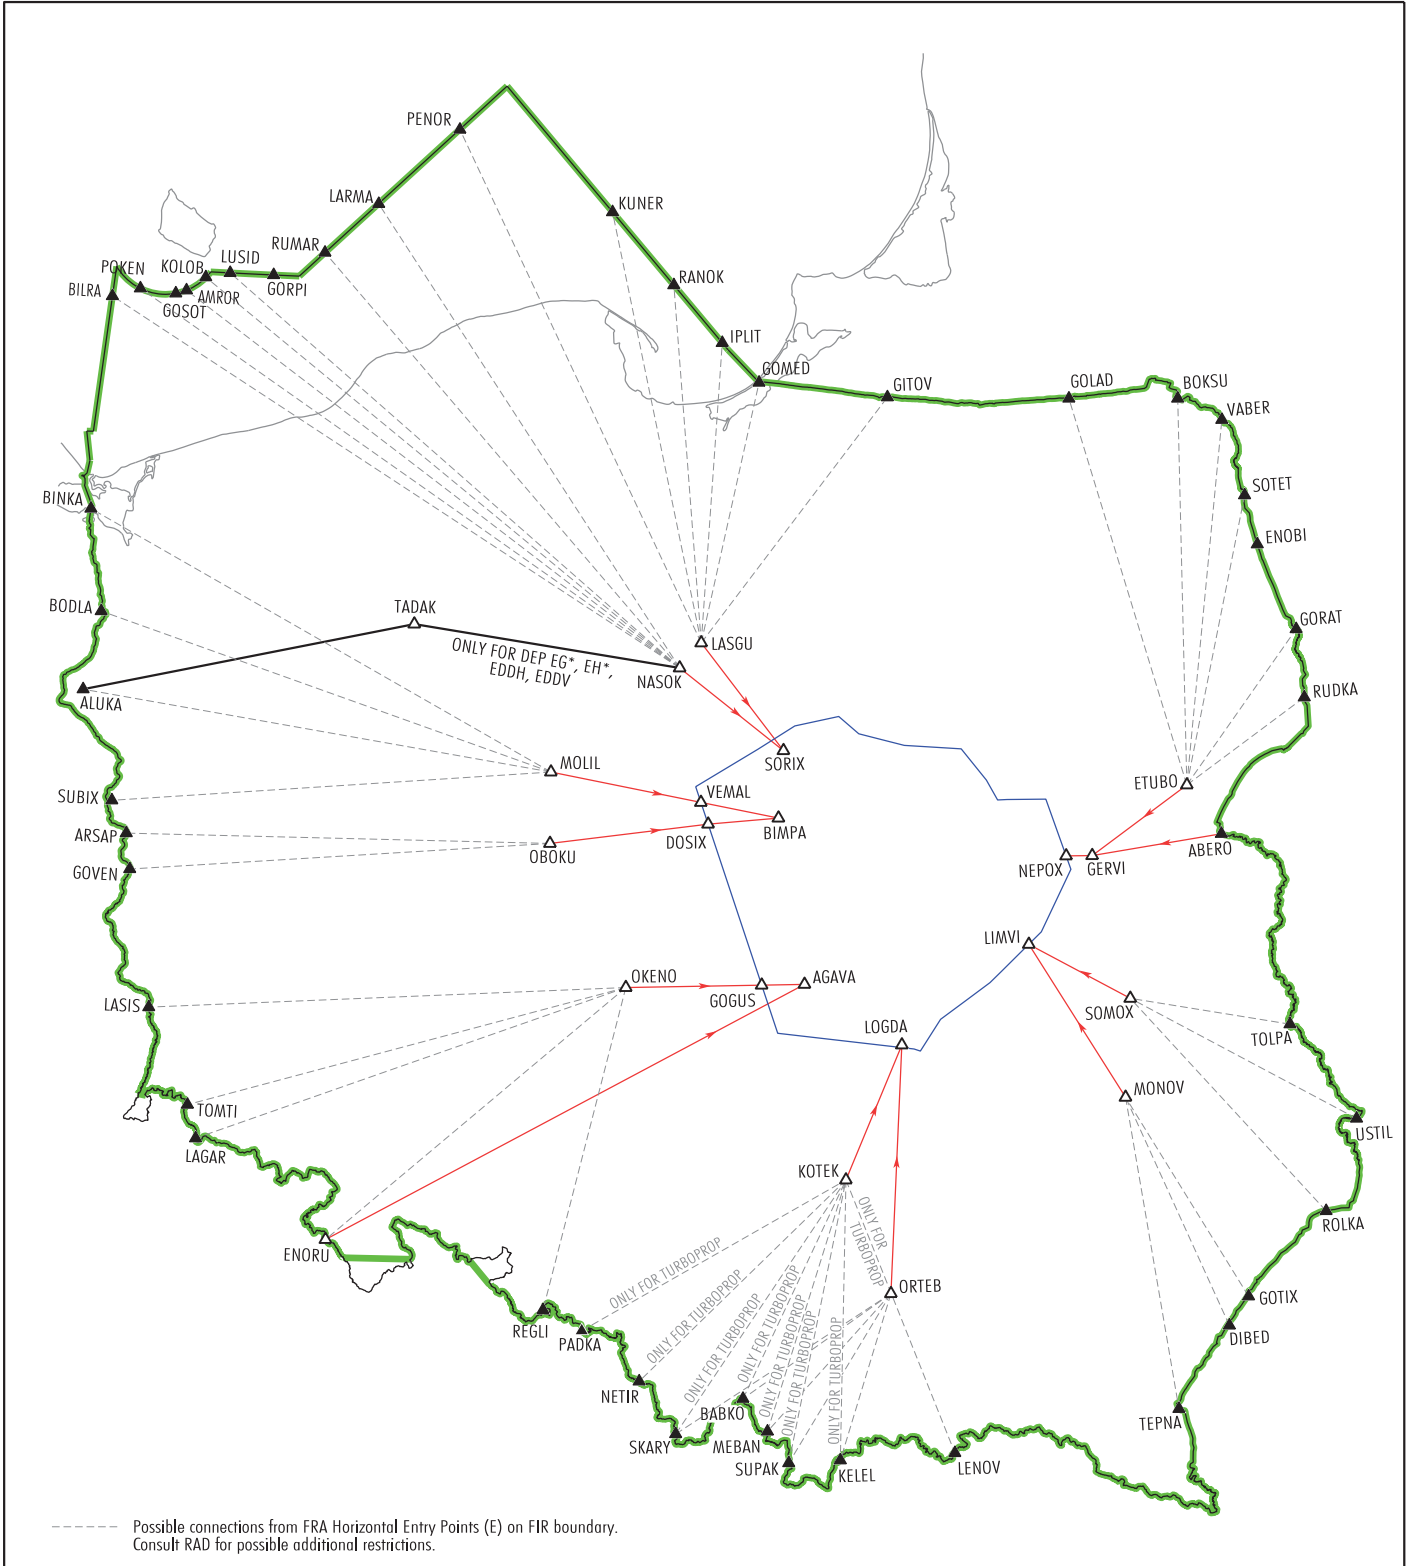 PENOR
LARMA
KUNER
RUMAR
POKEN
KOLOB
LUSID
BILRA
AMROR
GORPI
GOSOT
RANOK
IPLIT
GOMED
GITOV
GOLAD
BOKSU
VABER
BINKA
SOTET
ENOBI
BODLA
TADAK
GORAT
ONLY FOR DEP EG*, EH*,
EDDH, EDDV
LASGU
NASOK
RUDKA
ALUKA
MOLIL
SORIX
ETUBO
SUBIX
VEMAL
ARSAP
BIMPA
DOSIX
OBOKU
ABERO
GOVEN
NEPOX
GERVI
LIMVI
OKENO
AGAVA
LASIS
GOGUS
SOMOX
LOGDA
TOLPA
MONOV
TOMTI
USTIL
LAGAR
KOTEK
ONLY FOR
TURBOPROP
ROLKA
ENORU
ONLY FOR TURBOPROP
ORTEB
GOTIX
REGLI
PADKA
DIBED
ONLY FOR TURBOPROP
ONLY FOR TURBOPROP
ONLY FOR TURBOPROP
ONLY FOR TURBOPROP
ONLY FOR TURBOPROP
ONLY FOR TURBOPROP
NETIR
BABKO
TEPNA
SKARY
MEBAN
SUPAK
KELEL
LENOV
Possible connections from FRA Horizontal Entry Points (E) on FIR boundary.
Consult RAD for possible additional restrictions.